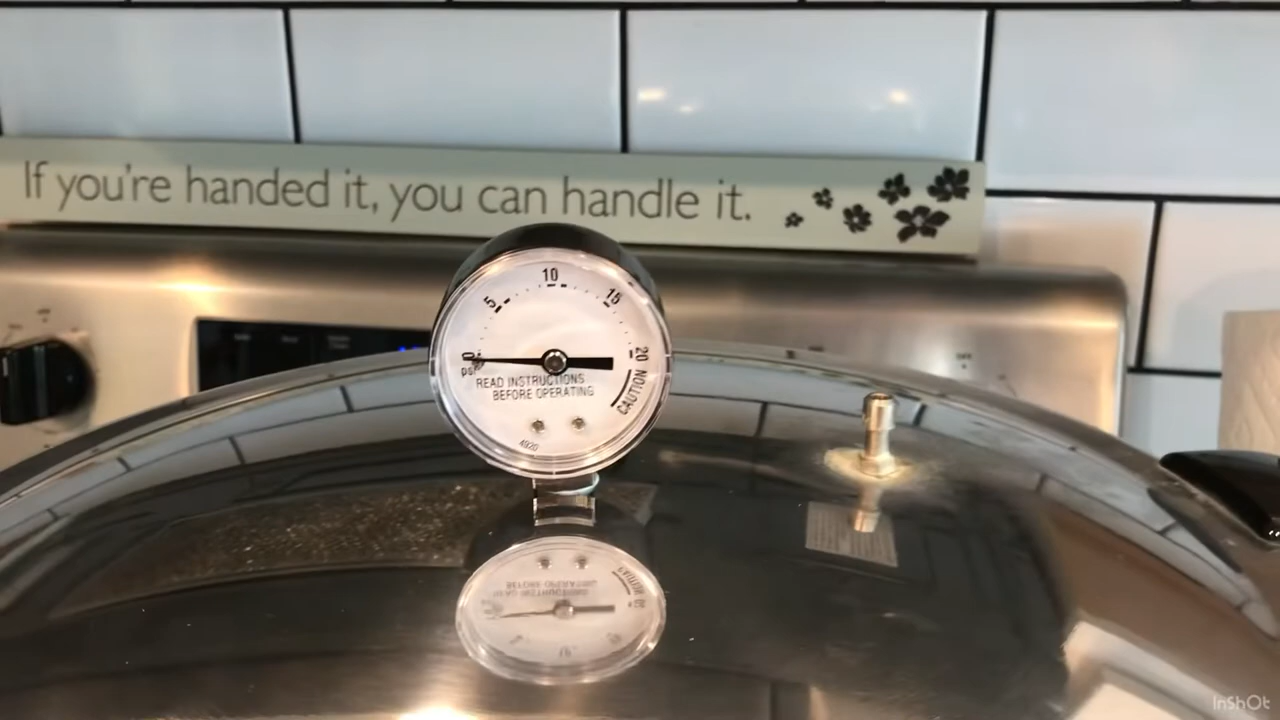 If you're handed it, you can handle it.
10
5
15
0
20
psi
READ INSTRUCTIONS
BEFORE OPERATING
CAUTION
4920
InShOt